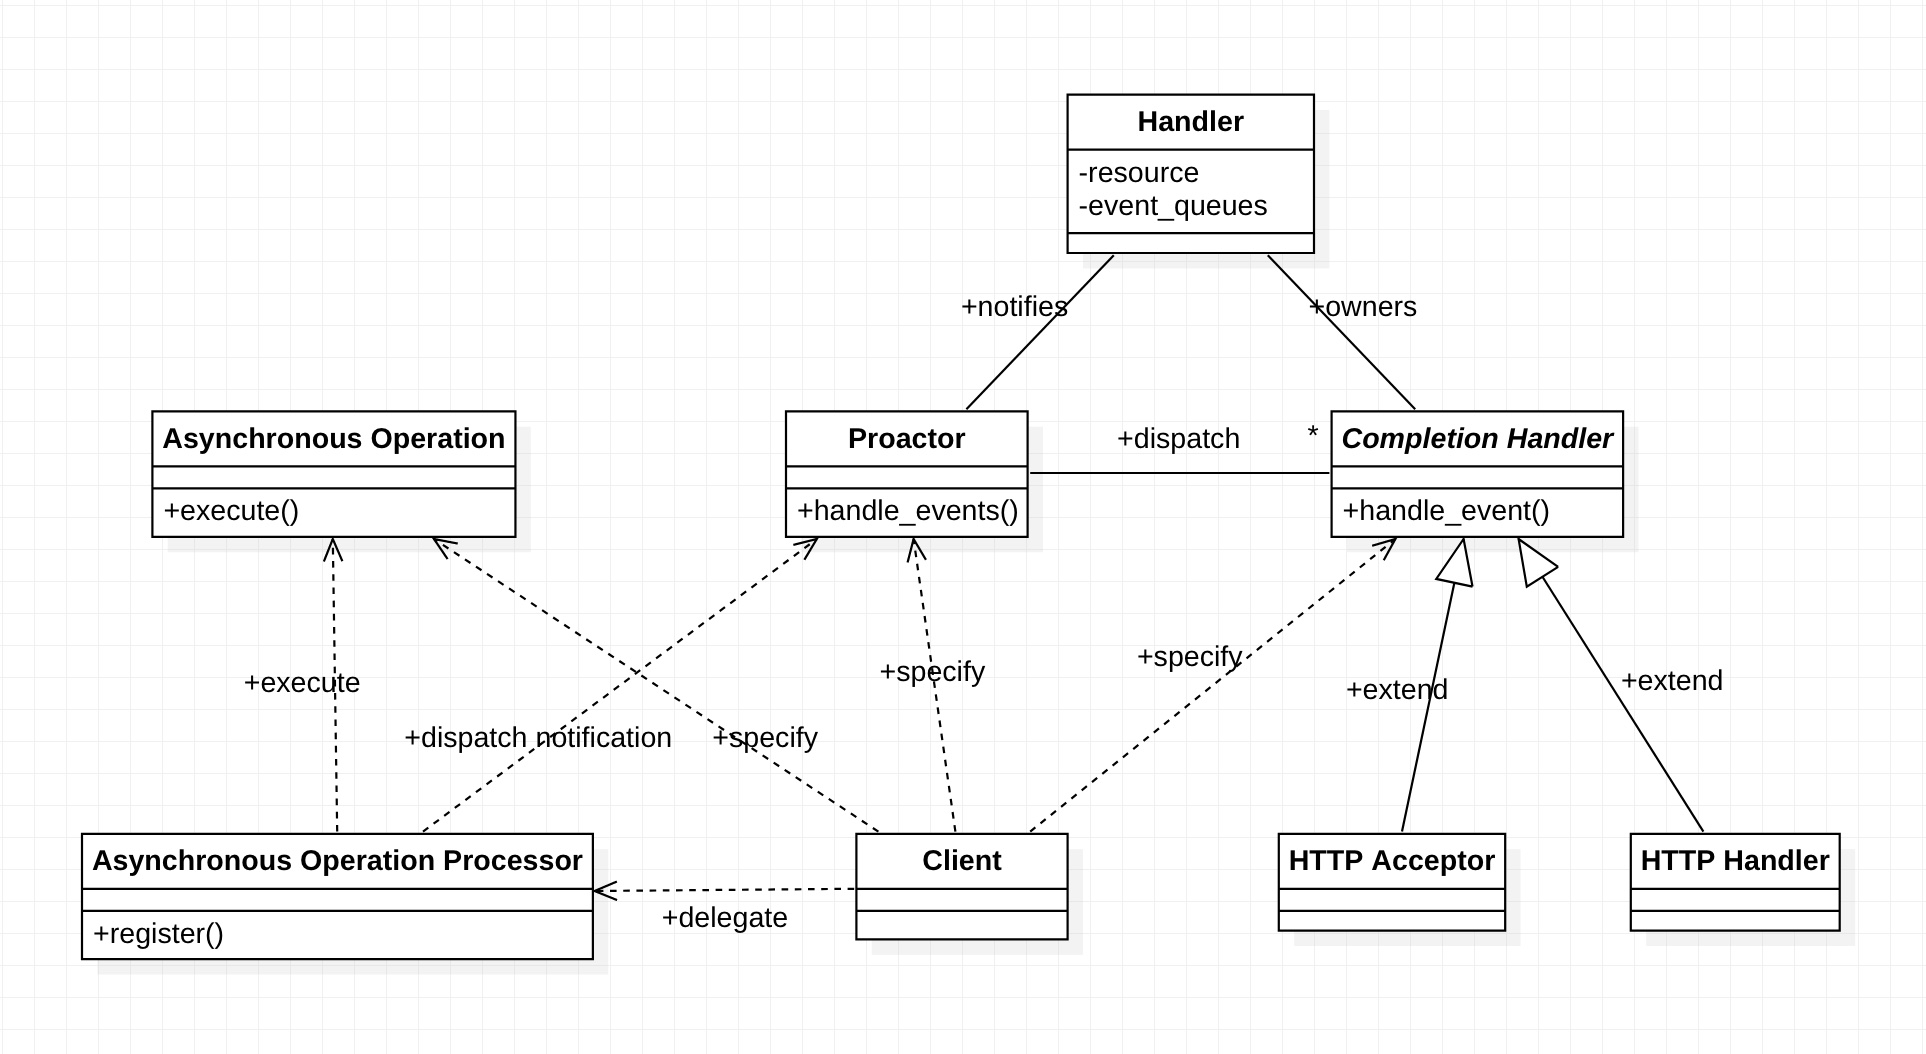 Handler
-resource
-event_queues
+notifies
+owners
Asynchronous Operation
+execute()
Proactor
+handle_events()
+dispatch
*
Completion Handler
+handle_event()
+execute
+dispatch notification
+specify
+specify
+specify
+extend
+extend
Asynchronous Operation Processor
+register()
+delegate
Client
HTTP Acceptor
HTTP Handler